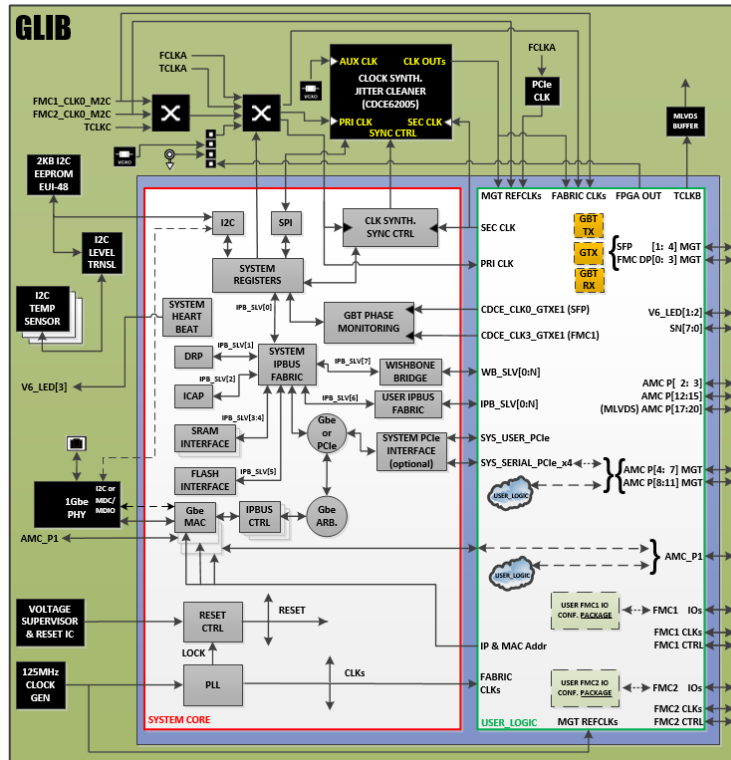 GLIB
FCLKA
TCLKA
FMC1_CLK0_M2C
FMC2_CLK0_M2C
TCLKC
VCXO
VCXO
AUX CLK
CLK OUTs
CLOCK SYNTH.
JITTER CLEANER
(CDCE62005)
PRI CLK
SEC CLK
SYNC CTRL
FCLKA
PCIe
CLK
MLVDS
BUFFER
2KB I2C
EEPROM
EUI-48
I2C
LEVEL
TRNSL
I2C
TEMP
SENSOR
V6_LED[3]
I2C or
MDC/
MDIO
1Gbe
PHY
AMC_P1
VOLTAGE
SUPERVISOR
& RESET IC
125MHz
CLOCK
GEN
I2C
SPI
CLK SYNTH.
SYNC CTRL
SYSTEM
REGISTERS
SYSTEM
HEART
BEAT
IPB_SLV[0]
GBT PHASE
MONITORING
DRP
IPB_SLV[1]
SYSTEM
IPBUS
FABRIC
IPB_SLV[7]
WISHBONE
BRIDGE
ICAP
IPB_SLV[2]
IPB_SLV[6]
USER IPBUS
FABRIC
IPB_SLV[3:4]
SRAM
INTERFACE
Gbe
or
PCIe
SYSTEM PCIe
INTERFACE
(optional)
IPB_SLV[5]
FLASH
INTERFACE
Gbe
MAC
IPBUS
CTRL
Gbe
ARB.
RESET
CTRL
RESET
LOCK
PLL
CLKs
SYSTEM CORE
MGT REFCLKs
FABRIC CLKs
FPGA OUT
TCLKB
SEC CLK
PRI CLK
GBT
TX
GTX
GBT
RX
SFP [1: 4] MGT
FMC DP[0: 3] MGT
CDCE_CLK0_GTXE1 (SFP)
CDCE_CLK3_GTXE1 (FMC1)
V6_LED[1:2]
SN[7:0]
WB_SLV[0:N]
IPB_SLV[0:N]
AMC P[ 2: 3]
AMC P[12:15]
(MLVDS) AMC P[17:20]
SYS_USER_PCIe
SYS_SERIAL_PCIe_x4
AMC P[4: 7] MGT
AMC P[8:11] MGT
USER_LOGIC
AMC_P1
USER_LOGIC
USER FMC1 IO
CONF. PACKAGE
FMC1 IOs
FMC1 CLKs
FMC1 CTRL
IP & MAC Addr
FABRIC
CLKs
USER FMC2 IO
CONF. PACKAGE
FMC2 IOs
FMC2 CLKs
FMC2 CTRL
MGT REFCLKs
USER_LOGIC